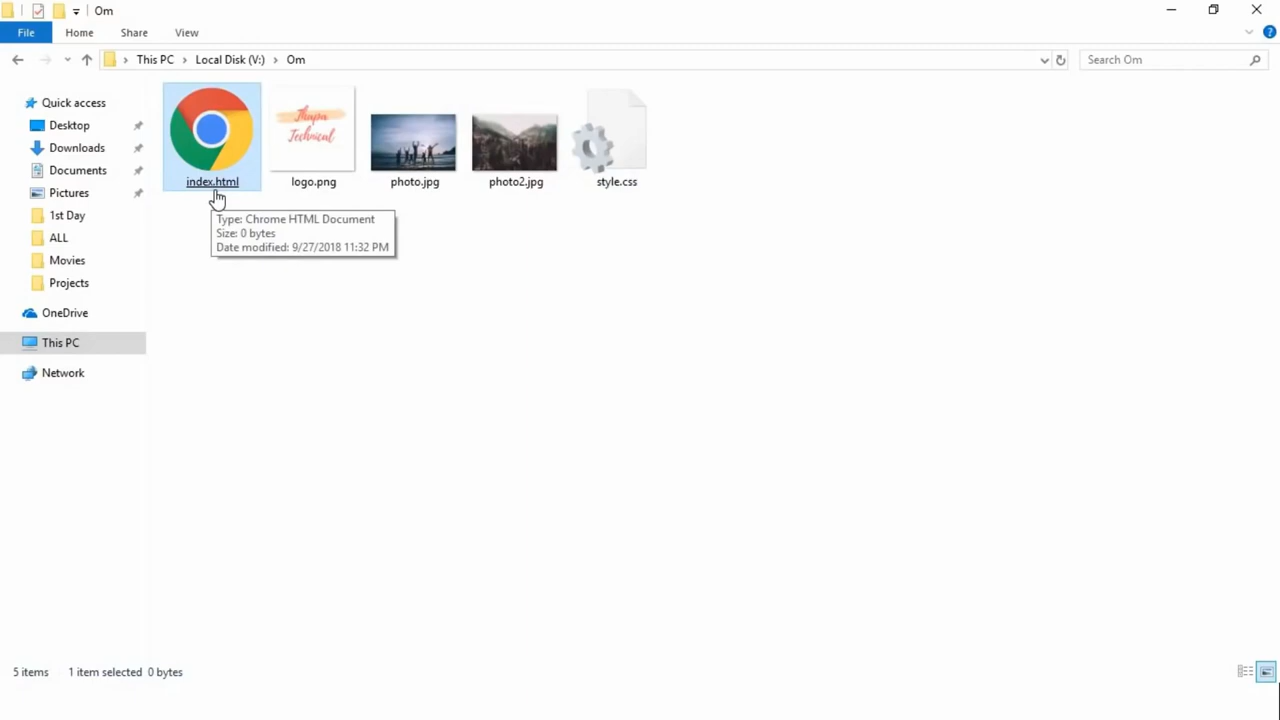 Om
File Home Share View
This PC Local Disk (V:) Om
Search Om
Quick access
Desktop
Downloads
Documents
Pictures
1st Day
ALL
Movies
Projects
OneDrive
This PC
Network
Thapa
Technical
index.html logo.png photo.jpg photo2.jpg style.css
Type: Chrome HTML Document
Size: 0 bytes
Date modified: 9/27/2018 11:32 PM
5 items 1 item selected 0 bytes